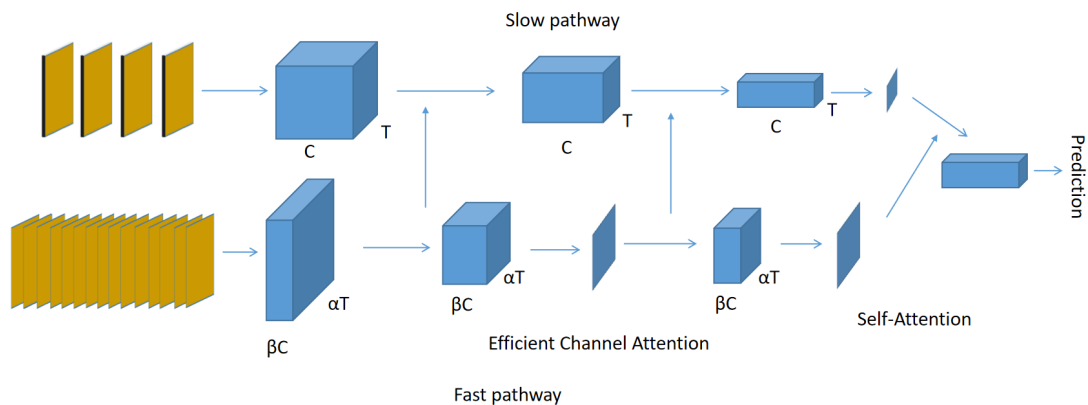 Slow pathway
T
C
T
C
T
C
Prediction
αT
βC
αT
βC
αT
βC
Self-Attention
Efficient Channel Attention
Fast pathway